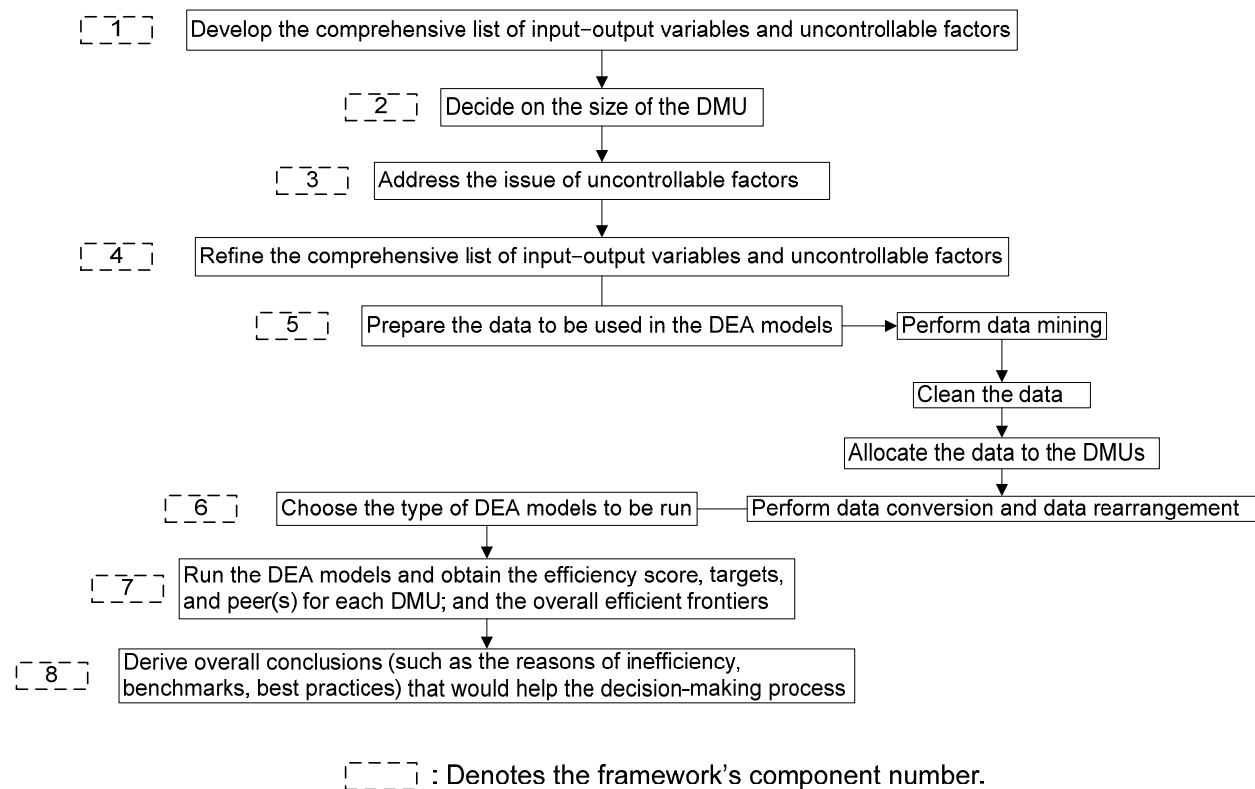 1
Develop the comprehensive list of input-output variables and uncontrollable factors
2
Decide on the size of the DMU
3
Address the issue of uncontrollable factors
4
Refine the comprehensive list of input-output variables and uncontrollable factors
5
Prepare the data to be used in the DEA models
Perform data mining
Clean the data
Allocate the data to the DMUs
6
Choose the type of DEA models to be run
Perform data conversion and data rearrangement
7
Run the DEA models and obtain the efficiency score, targets,
and peer(s) for each DMU; and the overall efficient frontiers
8
Derive overall conclusions (such as the reasons of inefficiency,
benchmarks, best practices) that would help the decision-making process
: Denotes the framework's component number.